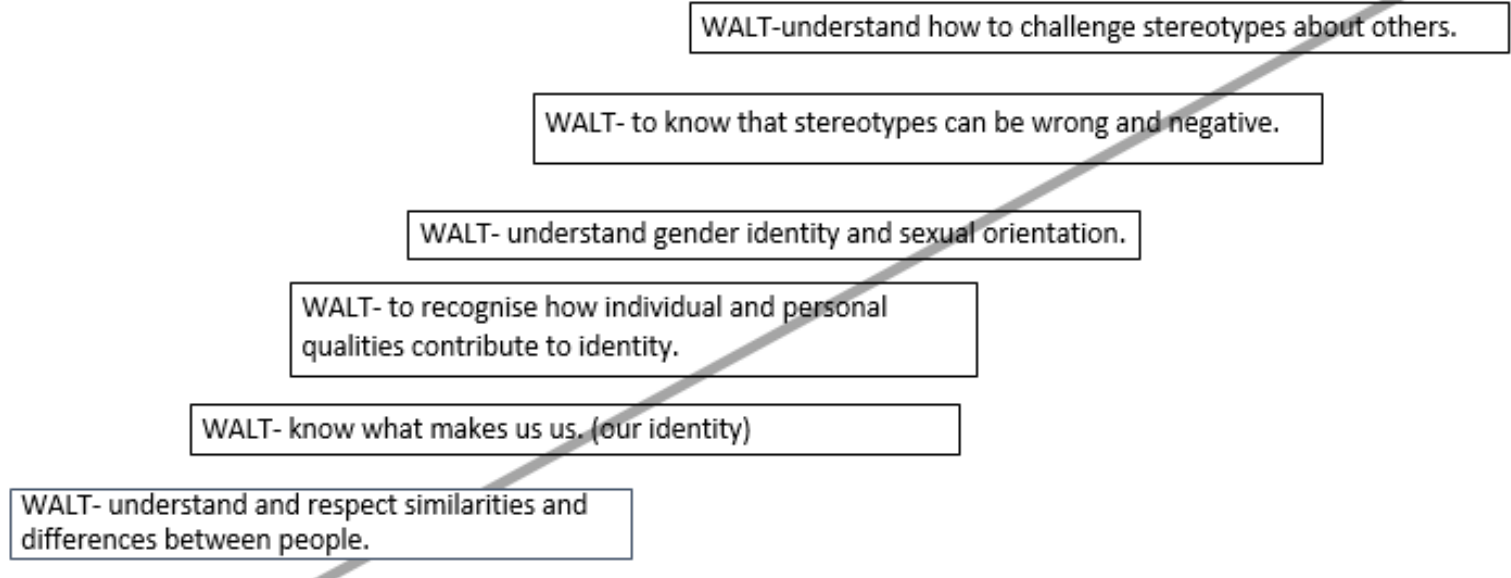 WALT-understand how to challenge stereotypes about others.
WALT- to know that stereotypes can be wrong and negative.
WALT- understand gender identity and sexual orientation.
WALT- to recognise how individual and personal
qualities contribute to identity.
WALT- know what makes us us. (our identity)
WALT- understand and respect similarities and
differences between people.